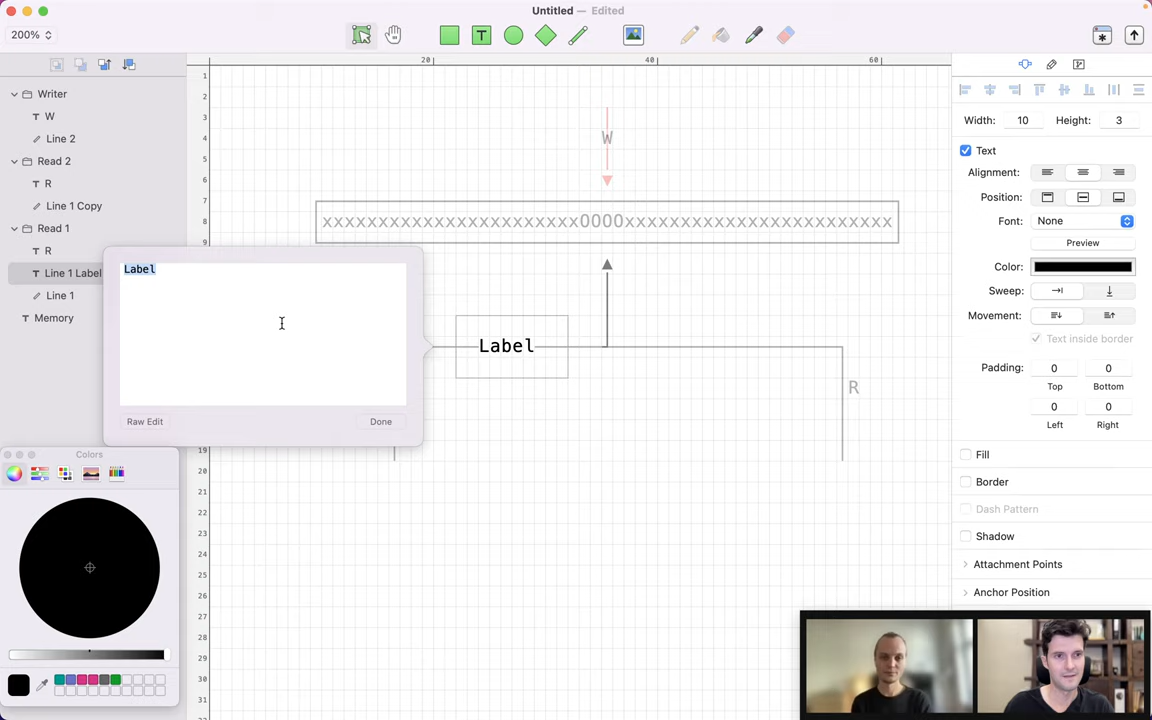 Untitled — Edited
200%
T
20
40
60
1
2
3
4
5
6
7
8
9
19
20
21
22
23
24
25
26
27
28
29
30
31
Writer
T W
Line 2
Read 2
T R
Line 1 Copy
Read 1
T R
T Line 1 Label
Line 1
T Memory
W
xxxxxxxxxxxxxxxxxxxxxxx0000xxxxxxxxxxxxxxxxxxxxxxxx
Label
R
Label
Raw Edit
Done
Colors
Width: 10 Height: 3
Text
Alignment:
Position:
Font: None
Preview
Color:
Sweep:
Movement:
Text inside border
Padding: 0 0
Top Bottom
0 0
Left Right
Fill
Border
Dash Pattern
Shadow
Attachment Points
Anchor Position